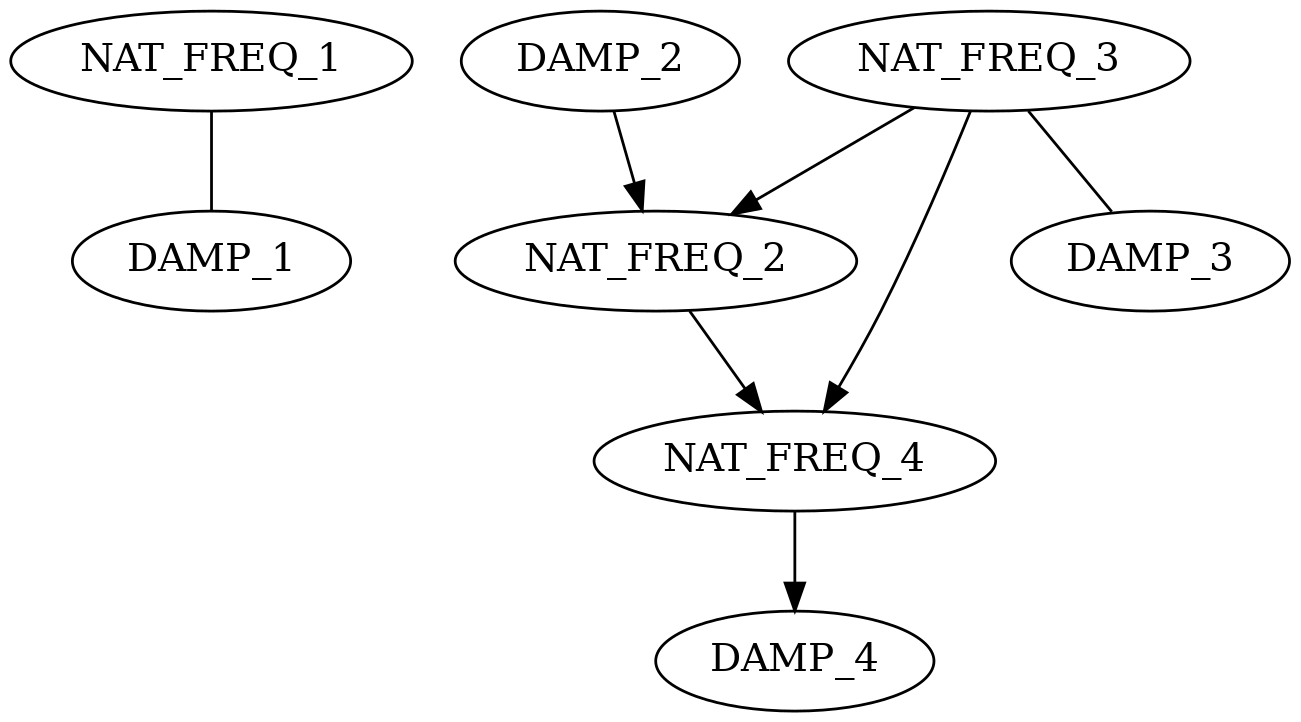 NAT_FREQ_1
DAMP_2
NAT_FREQ_3
DAMP_1
NAT_FREQ_2
DAMP_3
NAT_FREQ_4
DAMP_4